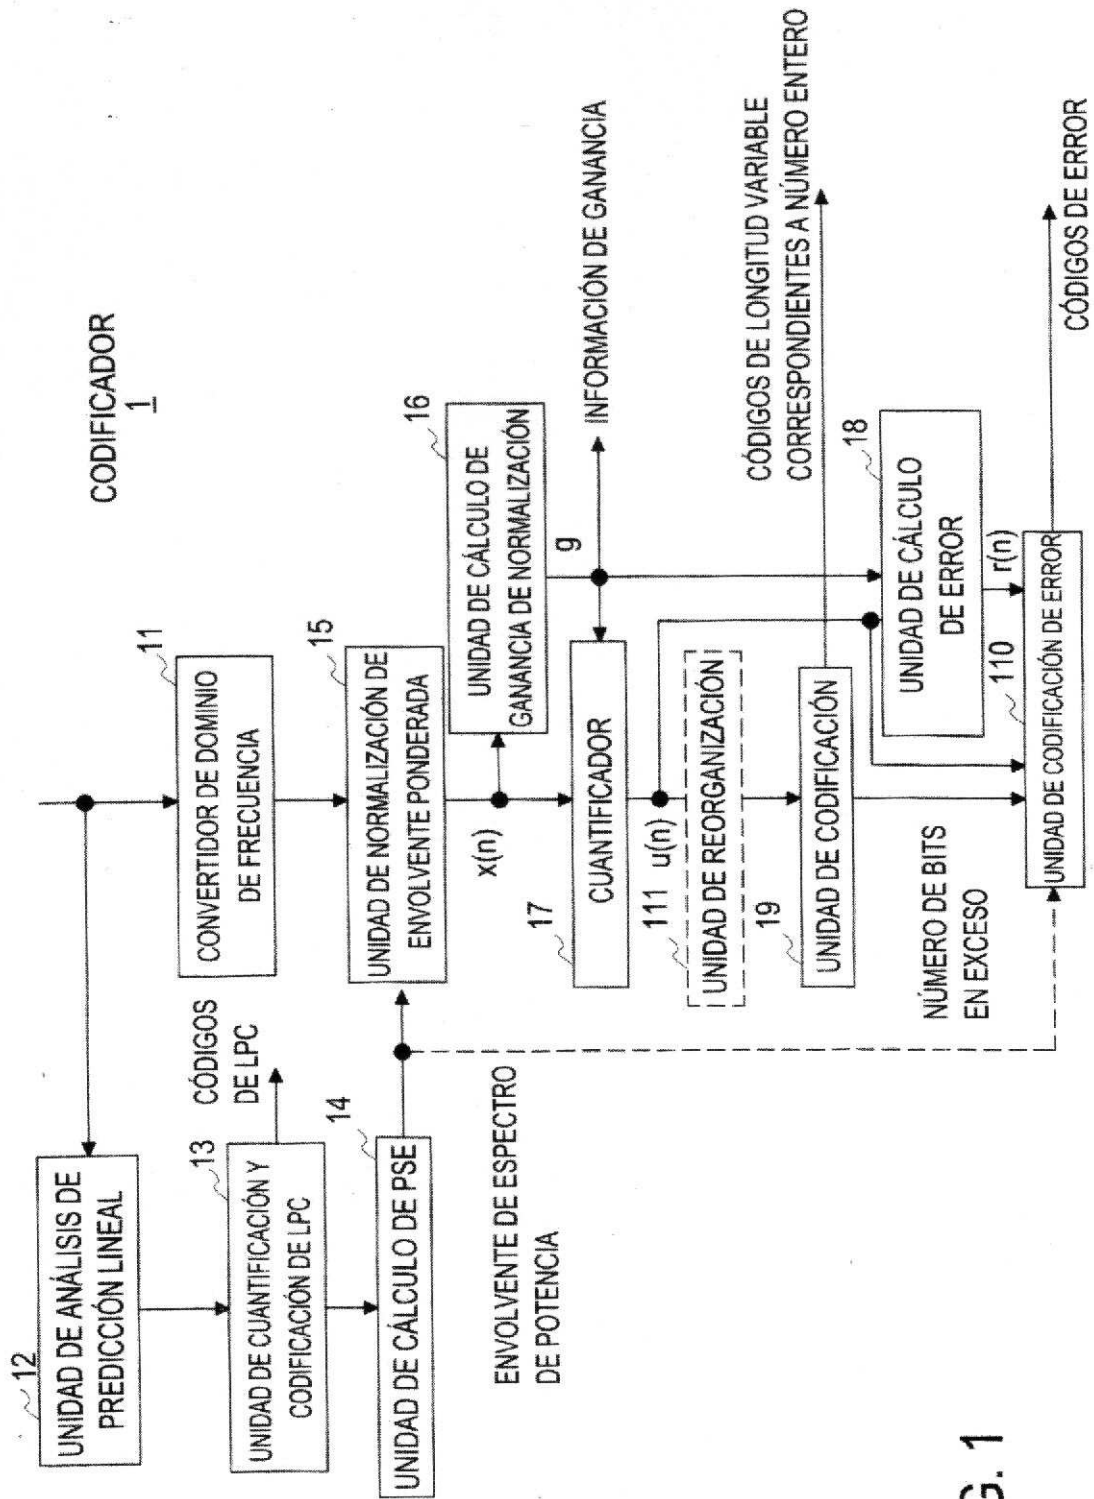 CODIFICADOR
1
12
UNIDAD DE ANÁLISIS DE
PREDICCIÓN LINEAL
11
CONVERTIDOR DE DOMINIO
DE FRECUENCIA
13
UNIDAD DE CUANTIFICACIÓN Y
CODIFICACIÓN DE LPC
CÓDIGOS
DE LPC
14
UNIDAD DE CÁLCULO DE PSE
15
UNIDAD DE NORMALIZACIÓN DE
ENVOLVENTE PONDERADA
ENVOLVENTE DE ESPECTRO
DE POTENCIA
x(n)
16
UNIDAD DE CÁLCULO DE
GANANCIA DE NORMALIZACIÓN
g
INFORMACIÓN DE GANANCIA
17
CUANTIFICADOR
u(n)
111
UNIDAD DE REORGANIZACIÓN
19
UNIDAD DE CODIFICACIÓN
CÓDIGOS DE LONGITUD VARIABLE
CORRESPONDIENTES A NÚMERO ENTERO
18
UNIDAD DE CÁLCULO
DE ERROR
r(n)
NÚMERO DE BITS
EN EXCESO
110
UNIDAD DE CODIFICACIÓN DE ERROR
CÓDIGOS DE ERROR
G. 1